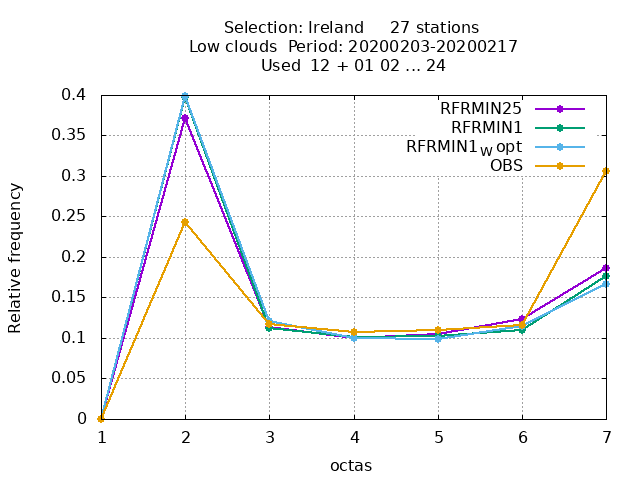 Selection: Ireland 27 stations
Low clouds Period: 20200203-20200217
Used 12 + 01 02 ... 24
0.4
0.35
0.3
0.25
0.2
0.15
0.1
0.05
0
Relative frequency
RFRMIN25
RFRMIN1
RFRMIN1W opt
OBS
1 2 3 4 5 6 7
octas